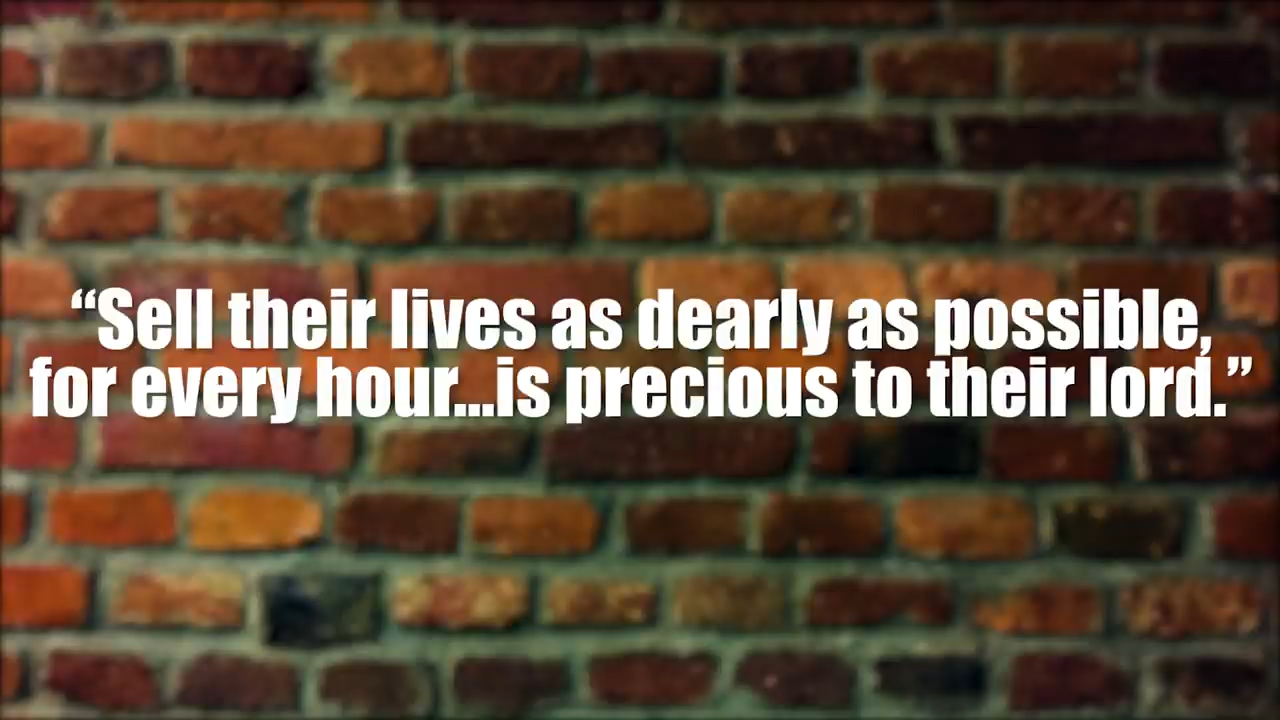 “Sell their lives as dearly as possible,
for every hour...is precious to their lord.”